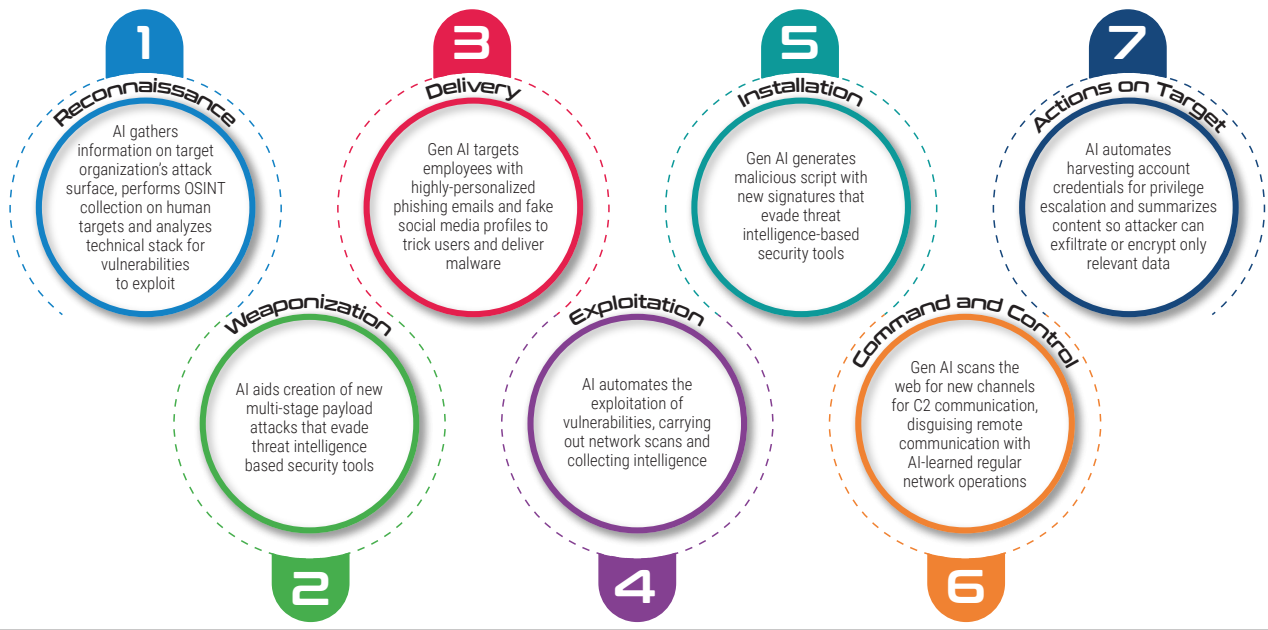 1
Reconnaissance
AI gathers
information on target
organization's attack
surface, performs OSINT
collection on human
targets and analyzes
technical stack for
vulnerabilities
to exploit
2
Weaponization
AI aids creation of new
multi-stage payload
attacks that evade
threat intelligence
based security tools
3
Delivery
Gen AI targets
employees with
highly-personalized
phishing emails and fake
social media profiles to
trick users and deliver
malware
4
Exploitation
AI automates the
exploitation of
vulnerabilities, carrying
out network scans and
collecting intelligence
5
Installation
Gen AI generates
malicious script with
new signatures that
evade threat
intelligence-based
security tools
6
Command and Control
Gen AI scans the
web for new channels
for C2 communication,
disguising remote
communication with
AI-learned regular
network operations
7
Actions on Target
AI automates
harvesting account
credentials for privilege
escalation and summarizes
content so attacker can
exfiltrate or encrypt only
relevant data